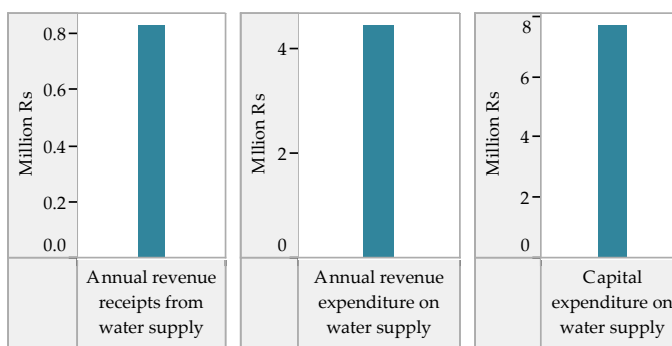 Million Rs
0.8
0.6
0.4
0.2
0.0
Annual revenue
receipts from
water supply
Million Rs
4
2
0
Annual revenue
expenditure on
water supply
Million Rs
8
6
4
2
0
Capital
expenditure on
water supply